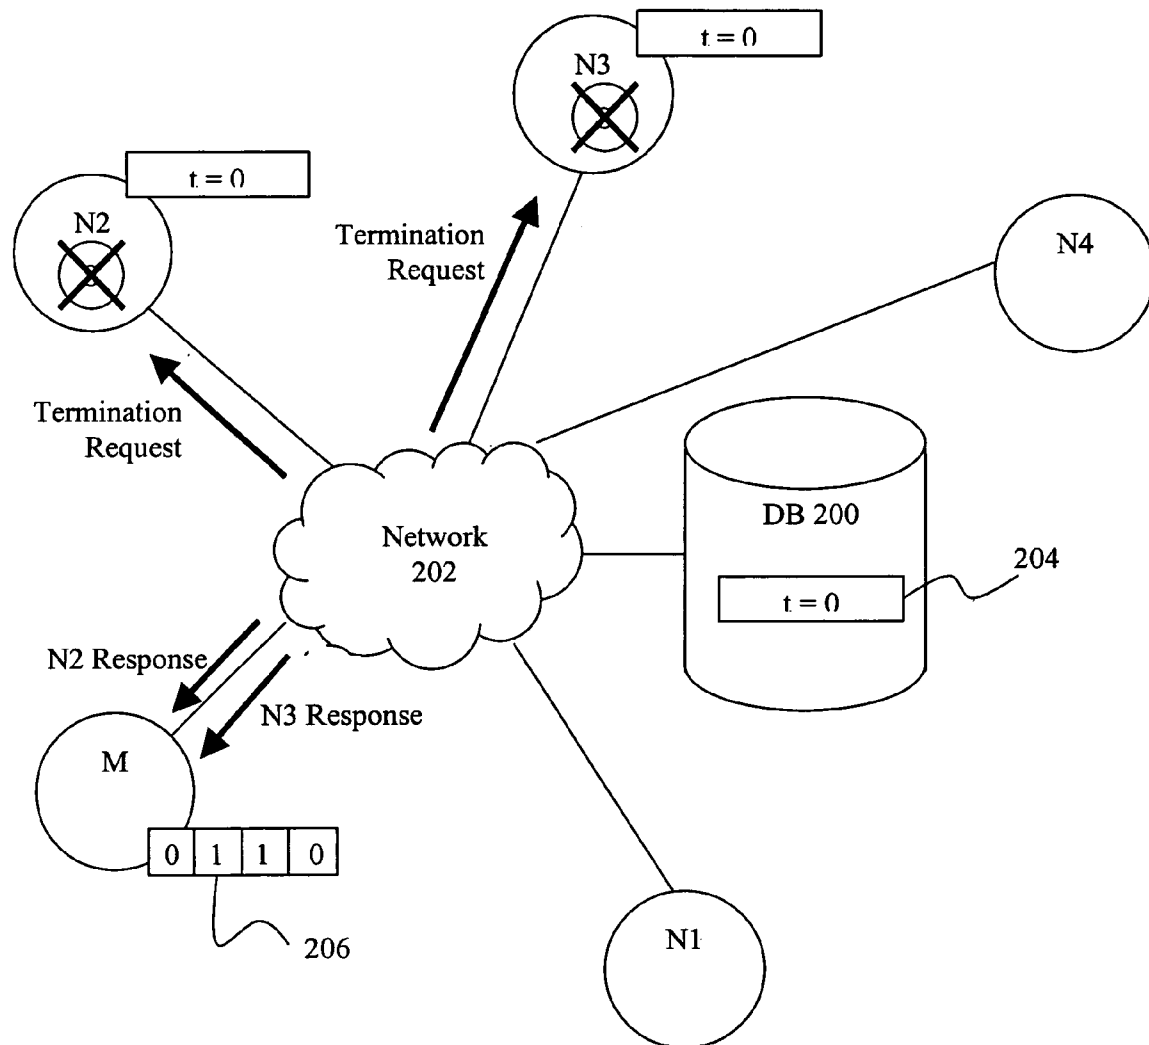 t = 0
N3
t = 0
N2
Termination
Request
N4
Termination
Request
DB 200
Network
202
204
t = 0
N2 Response
N3 Response
M
0 1 1 0
206
N1